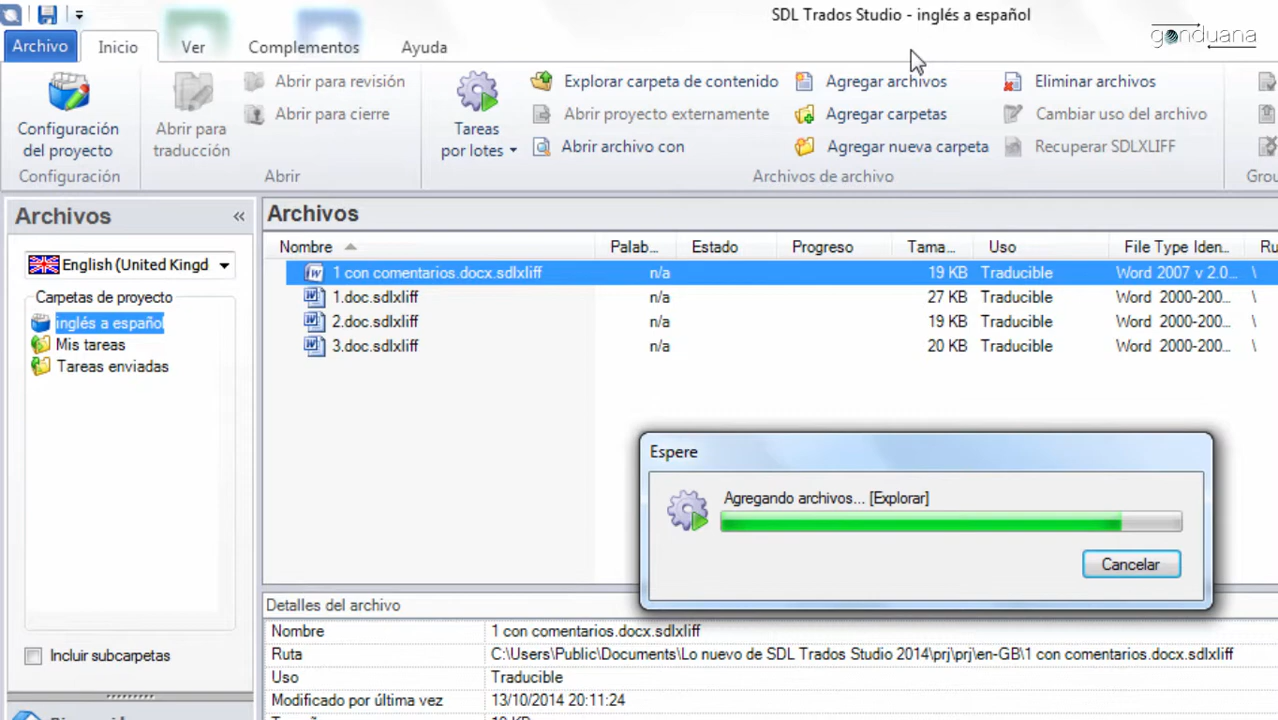 SDL Trados Studio - inglés a español
gonduana
Archivo Inicio Ver Complementos Ayuda
Configuración del proyecto
Configuración
Abrir para traducción
Abrir para revisión
Abrir para cierre
Abrir
Tareas por lotes
Explorar carpeta de contenido
Abrir proyecto externamente
Abrir archivo con
Agregar archivos
Agregar carpetas
Agregar nueva carpeta
Eliminar archivos
Cambiar uso del archivo
Recuperar SDLXLIFF
Archivos de archivo
Grou
Archivos «
English (United Kingd
Carpetas de proyecto
inglés a español
Mis tareas
Tareas enviadas
Incluir subcarpetas
Archivos
Nombre Palab... Estado Progreso Tama... Uso File Type Iden... Ru
1 con comentarios.docx.sdlxliff n/a 19 KB Traducible Word 2007 v 2.0... \
1.doc.sdlxliff n/a 27 KB Traducible Word 2000-200... \
2.doc.sdlxliff n/a 19 KB Traducible Word 2000-200... \
3.doc.sdlxliff n/a 20 KB Traducible Word 2000-200... \
Espere
Agregando archivos... [Explorar]
Cancelar
Detalles del archivo
Nombre 1 con comentarios.docx.sdlxliff
Ruta C:\Users\Public\Documents\Lo nuevo de SDL Trados Studio 2014\prj\prj\en-GB\1 con comentarios.docx.sdlxliff
Uso Traducible
Modificado por última vez 13/10/2014 20:11:24